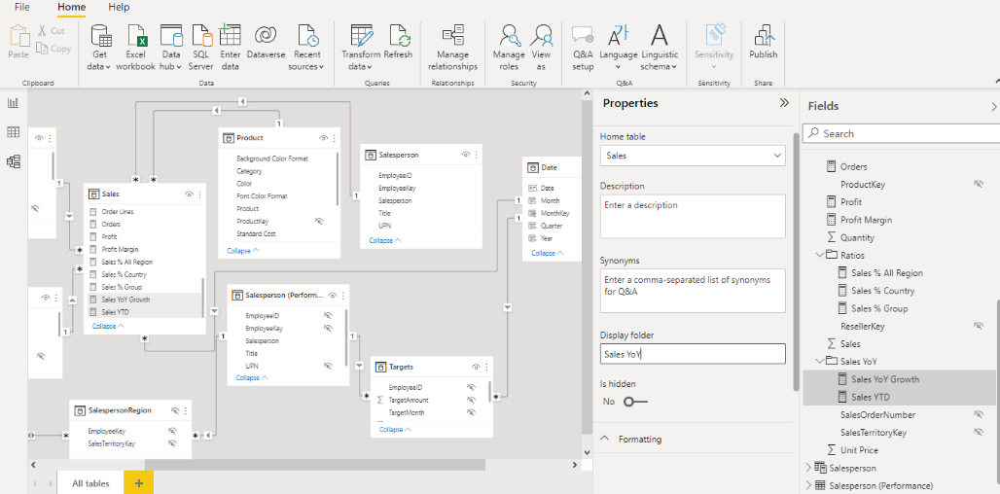 File Home Help
Paste
Cut
Copy
Get data
Excel workbook
Data hub
SQL Server
Enter data
Dataverse
Recent sources
Transform data
Refresh
Manage relationships
Manage roles
View as
Q&A setup
Language
Linguistic schema
Sensitivity
Publish
Clipboard Data Queries Relationships Security Q&A Sensitivity Share
Sales
Order Lines
Orders
Profit
Profit Margin
Sales % All Region
Sales % Country
Sales % Group
Sales YoY Growth
Sales YTD
Collapse
Product
Background Color Format
Category
Color
Font Color Format
Product
ProductKey
Standard Cost
Collapse
Salesperson
EmployeeID
EmployeeKey
Salesperson
Title
UPN
Collapse
Date
Date
Month
MonthKey
Quarter
Year
Collapse
Salesperson (Perform...
EmployeeID
EmployeeKey
Salesperson
Title
UPN
Collapse
Targets
EmployeeID
TargetAmount
TargetMonth
Collapse
SalespersonRegion
EmployeeKey
SalesTerritoryKey
1
*
*
*
1
*
1
1
1
1
1
*
1
*
*
*
*
All tables
+
Properties
Home table
Sales
Description
Enter a description
Synonyms
Enter a comma-separated list of synonyms
for Q&A
Display folder
Sales YoY
Is hidden
No
Formatting
Fields
Search
Orders
ProductKey
Profit
Profit Margin
∑ Quantity
Ratios
Sales % All Region
Sales % Country
Sales % Group
ResellerKey
∑ Sales
Sales YoY
Sales YoY Growth
Sales YTD
SalesOrderNumber
SalesTerritoryKey
∑ Unit Price
Salesperson
Salesperson (Performance)